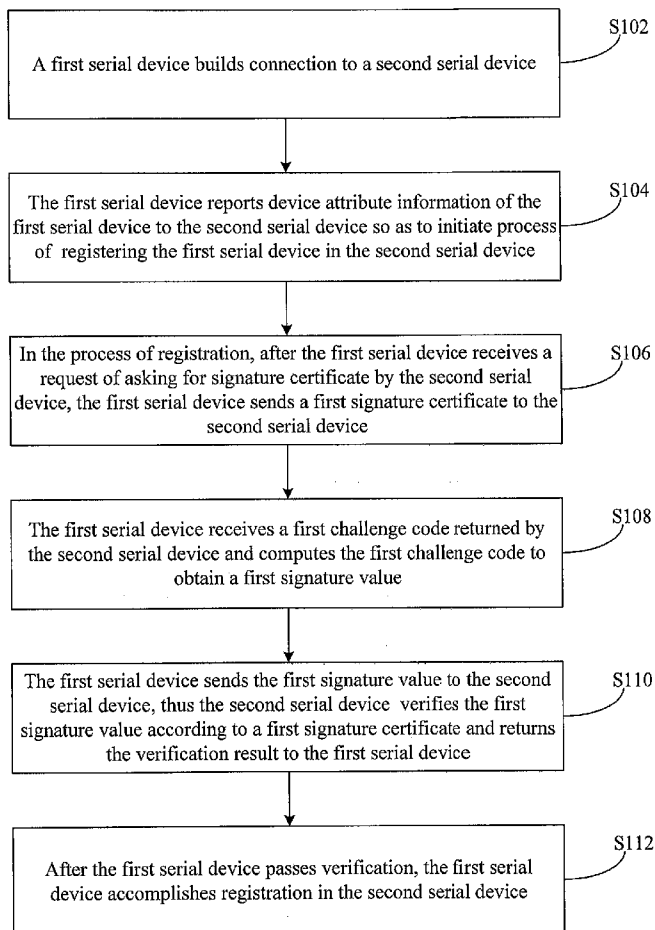 S102
A first serial device builds connection to a second serial device
S104
The first serial device reports device attribute information of the
first serial device to the second serial device so as to initiate process
of registering the first serial device in the second serial device
S106
In the process of registration, after the first serial device receives a
request of asking for signature certificate by the second serial
device, the first serial device sends a first signature certificate to the
second serial device
S108
The first serial device receives a first challenge code returned by
the second serial device and computes the first challenge code to
obtain a first signature value
S110
The first serial device sends the first signature value to the second
serial device, thus the second serial device verifies the first
signature value according to a first signature certificate and returns
the verification result to the first serial device
S112
After the first serial device passes verification, the first serial
device accomplishes registration in the second serial device